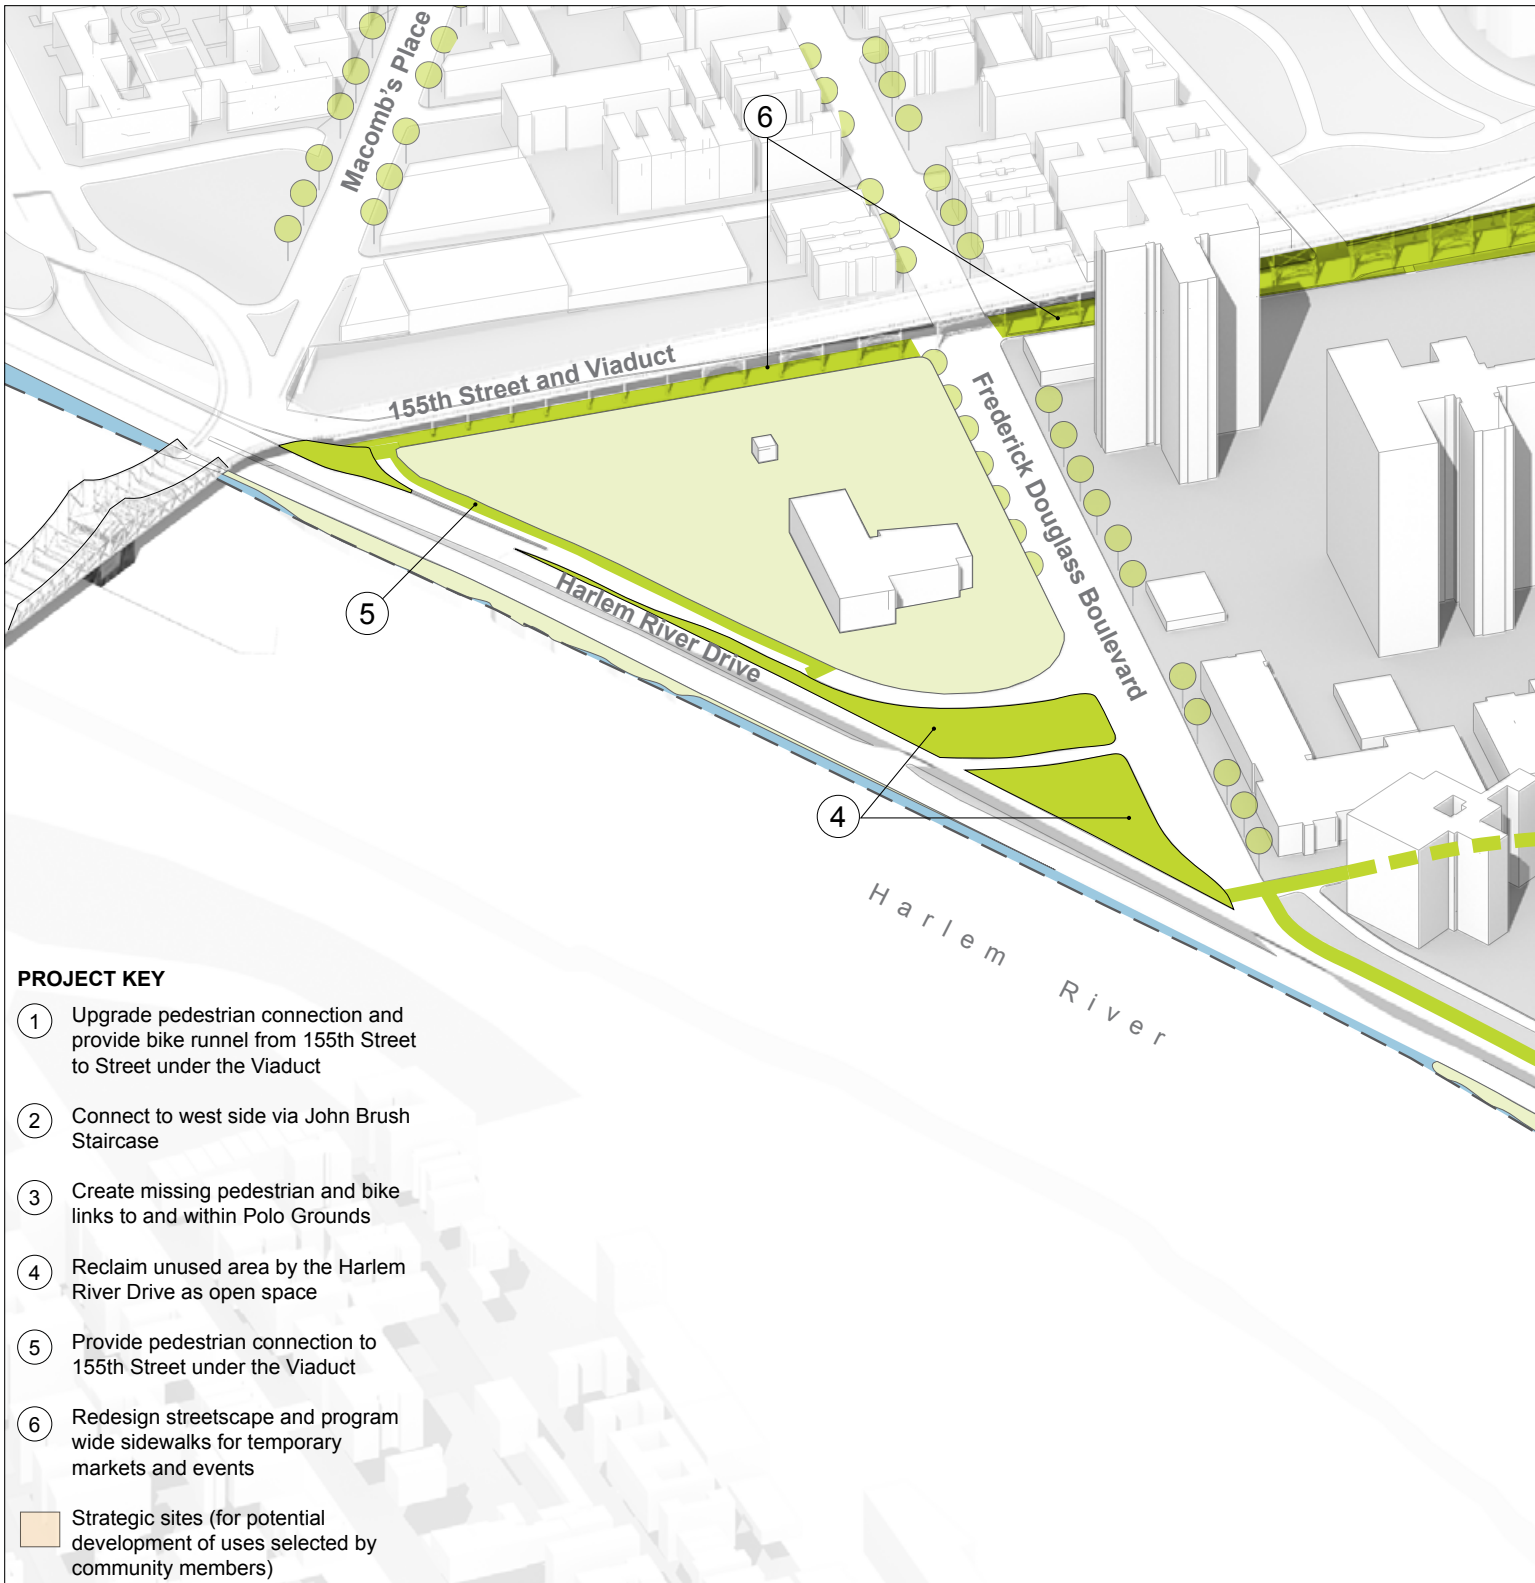 Macomb's Place
6
155th Street and Viaduct
Frederick Douglass Boulevard
5
Harlem River Drive
4
Harlem River
PROJECT KEY
1 Upgrade pedestrian connection and
provide bike runnel from 155th Street
to Street under the Viaduct
2 Connect to west side via John Brush
Staircase
3 Create missing pedestrian and bike
links to and within Polo Grounds
4 Reclaim unused area by the Harlem
River Drive as open space
5 Provide pedestrian connection to
155th Street under the Viaduct
6 Redesign streetscape and program
wide sidewalks for temporary
markets and events
Strategic sites (for potential
development of uses selected by
community members)